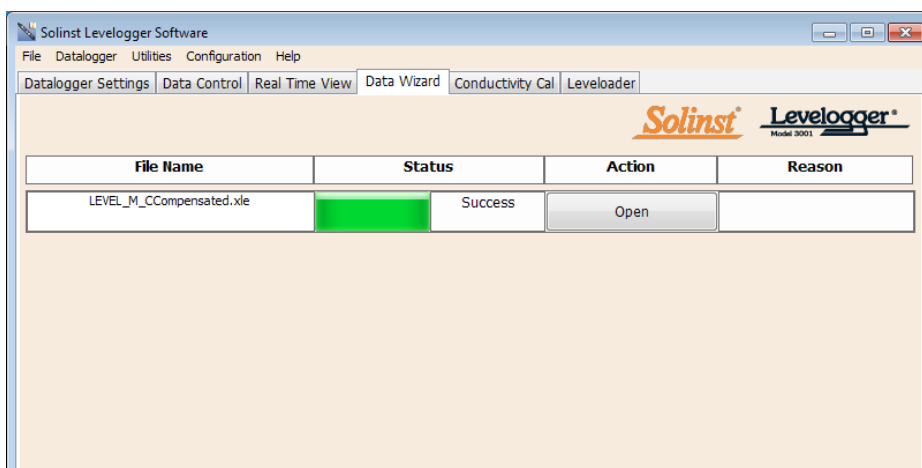 Solinst Levelogger Software
File Datalogger Utilities Configuration Help
Datalogger Settings Data Control Real Time View Data Wizard Conductivity Cal Leveloader
Solinst Levelogger®
Model 3001
File Name Status Action Reason
LEVEL_M_CCompensated.xle Success Open